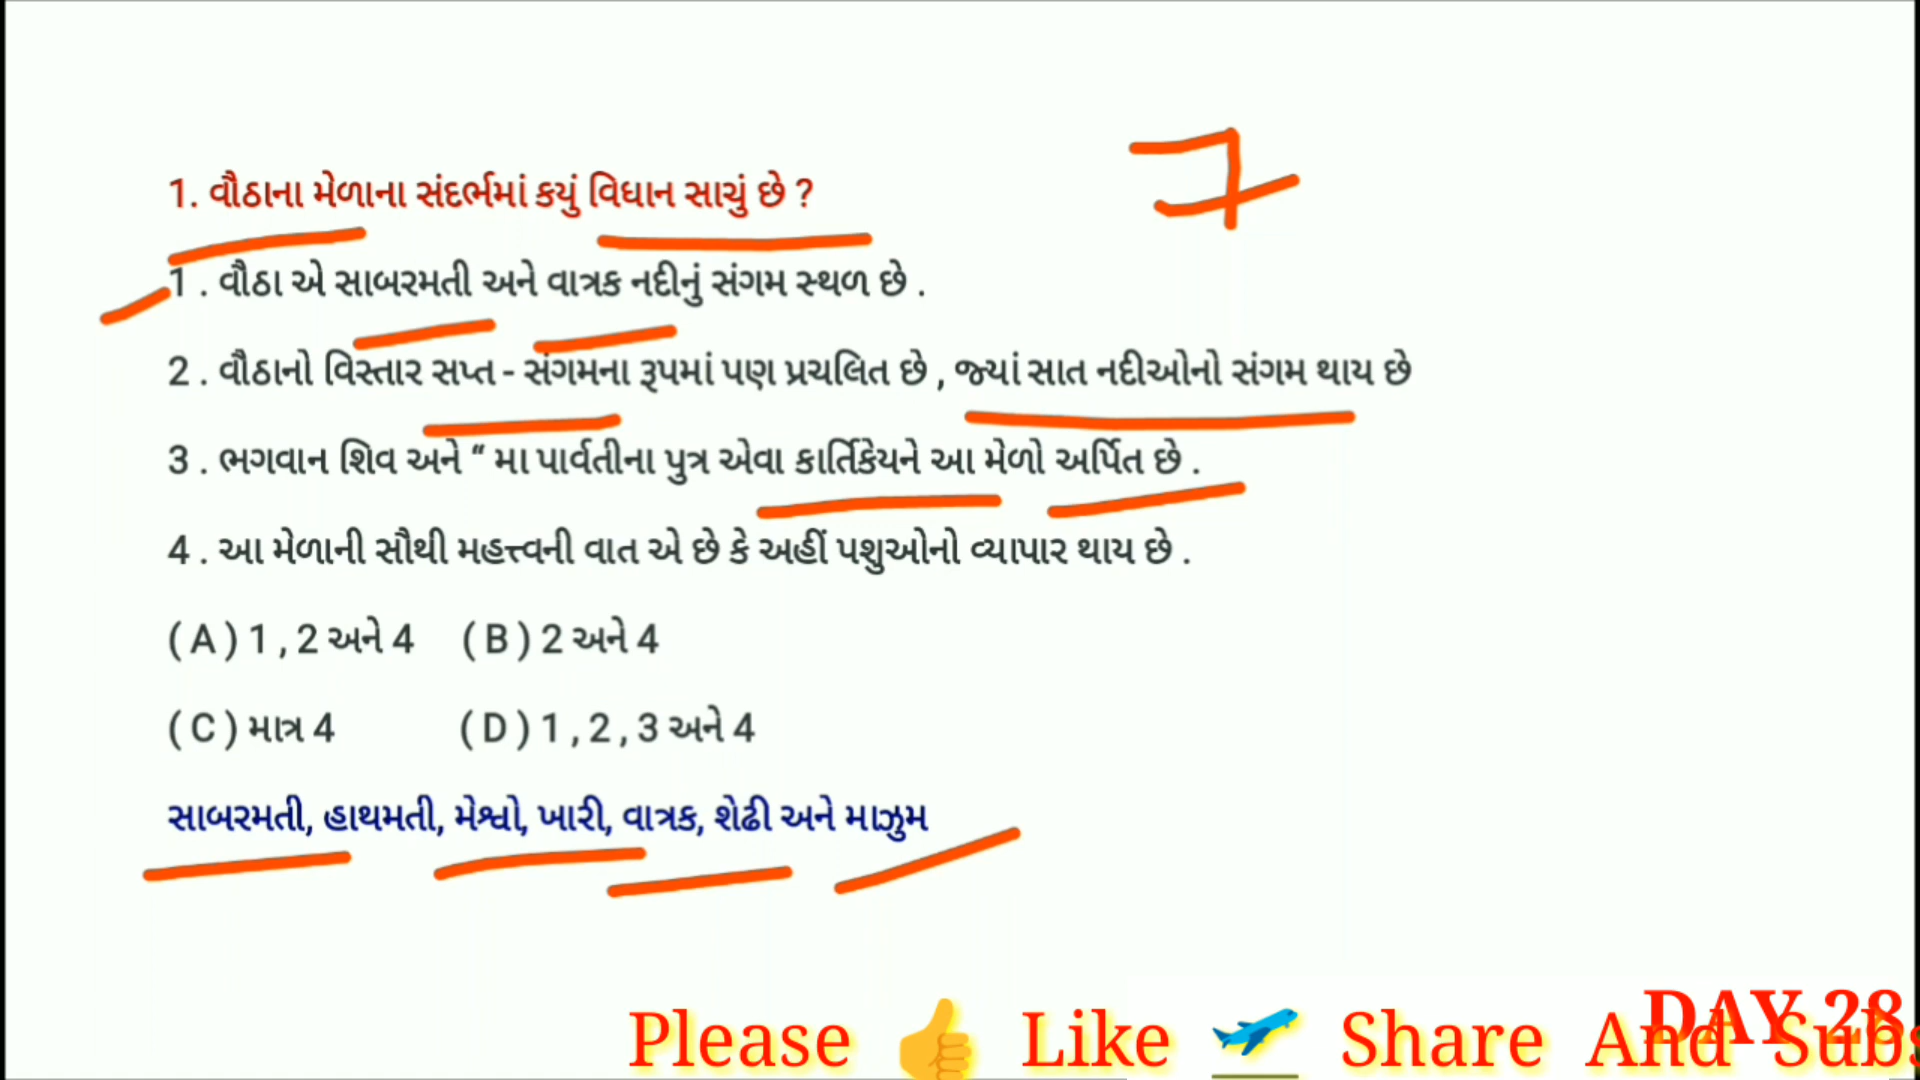 7
1. વૌઠાના મેળાના સંદર્ભમાં કયું વિધાન સાચું છે ?
1 . વૌઠા એ સાબરમતી અને વાત્રક નદીનું સંગમ સ્થળ છે .
2 . વૌઠાનો વિસ્તાર સપ્ત - સંગમના રૂપમાં પણ પ્રચલિત છે , જ્યાં સાત નદીઓનો સંગમ થાય છે
3 . ભગવાન શિવ અને “ મા પાર્વતીના પુત્ર એવા કાર્તિકેયને આ મેળો અર્પિત છે .
4 . આ મેળાની સૌથી મહત્ત્વની વાત એ છે કે અહીં પશુઓનો વ્યાપાર થાય છે .
( A ) 1 , 2 અને 4 ( B ) 2 અને 4
( C ) માત્ર 4 ( D ) 1 , 2 , 3 અને 4
સાબરમતી, હાથમતી, મેશ્વો, ખારી, વાત્રક, શેઢી અને માઝુમ
DAY 28
Please 👍 Like 🛫 Share And Subs